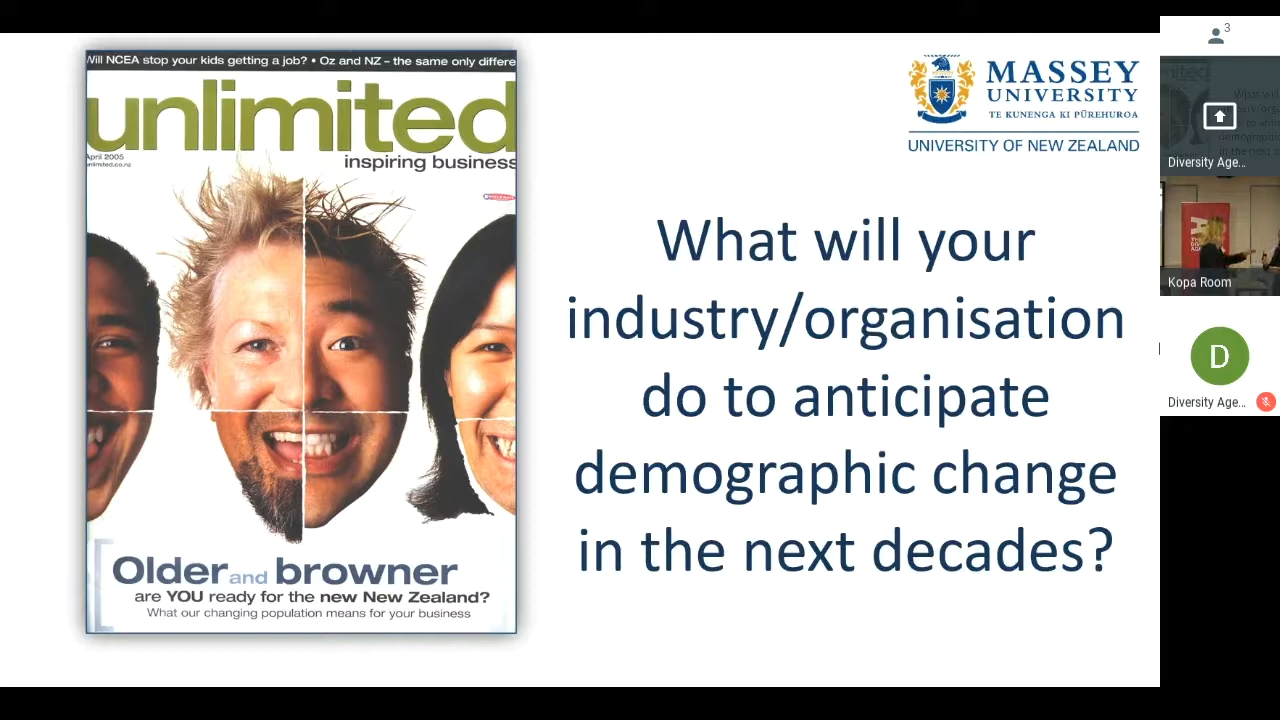 Will NCEA stop your kids getting a job? • Oz and NZ – the same only differe
unlimited
April 2005
unlimited.co.nz
inspiring business
Older and browner
are YOU ready for the new New Zealand?
What our changing population means for your business
MASSEY
UNIVERSITY
TE KUNENGA KI PŪREHUROA
UNIVERSITY OF NEW ZEALAND
What will your
industry/organisation
do to anticipate
demographic change
in the next decades?
3
Diversity Age...
Kopa Room
D
Diversity Age...